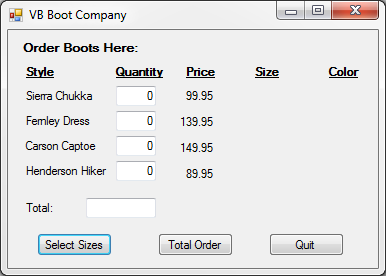 VB Boot Company
Order Boots Here:
Style Quantity Price Size Color
Sierra Chukka 0 99.95
Fernley Dress 0 139.95
Carson Captoe 0 149.95
Henderson Hiker 0 89.95
Total:
Select Sizes Total Order Quit